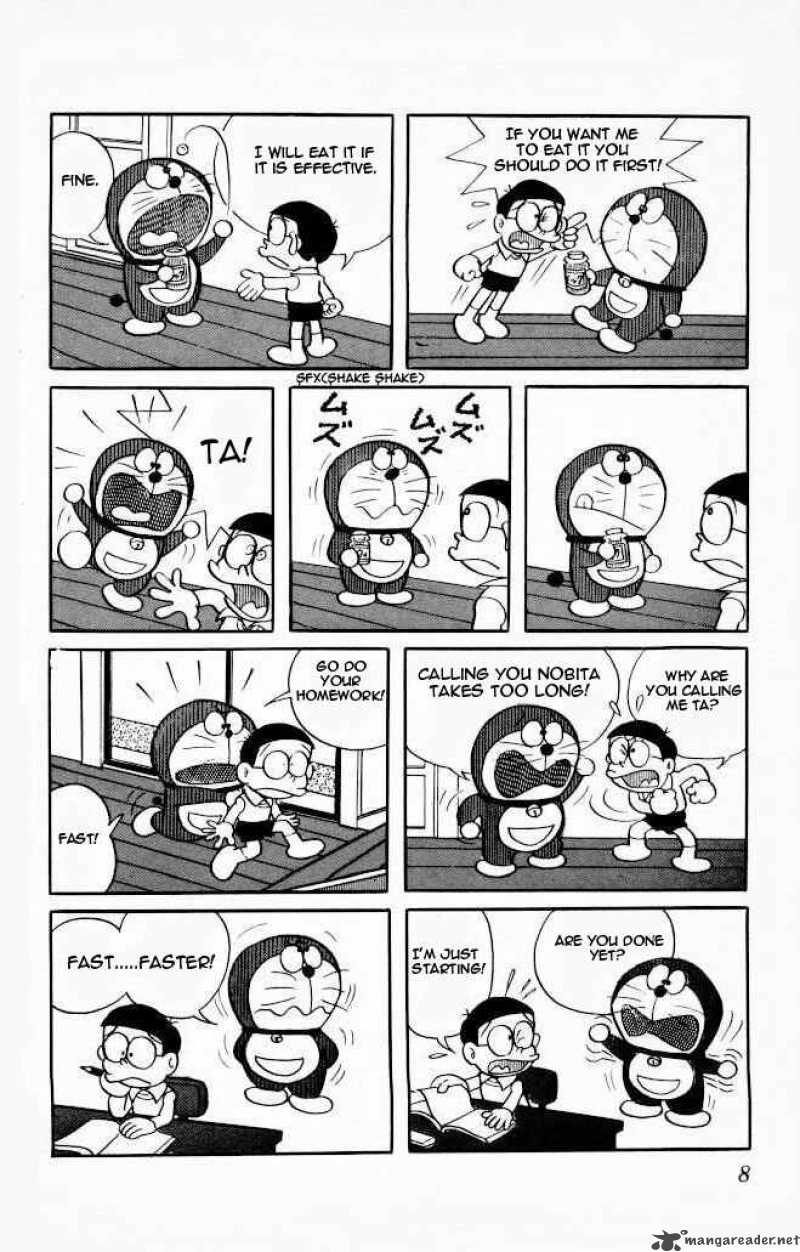 IF YOU WANT ME
TO EAT IT YOU
SHOULD DO IT FIRST!
I WILL EAT IT IF
IT IS EFFECTIVE.
FINE.
SFX(SHAKE SHAKE)
ムズ
ムズ
ムズ
TA!
WHY ARE
YOU CALLING
ME TA?
CALLING YOU NOBITA
TAKES TOO LONG!
GO DO
YOUR
HOMEWORK!
FAST!
ARE YOU DONE
YET?
I'M JUST
STARTING!
FAST.....FASTER!
8
mangareader.net